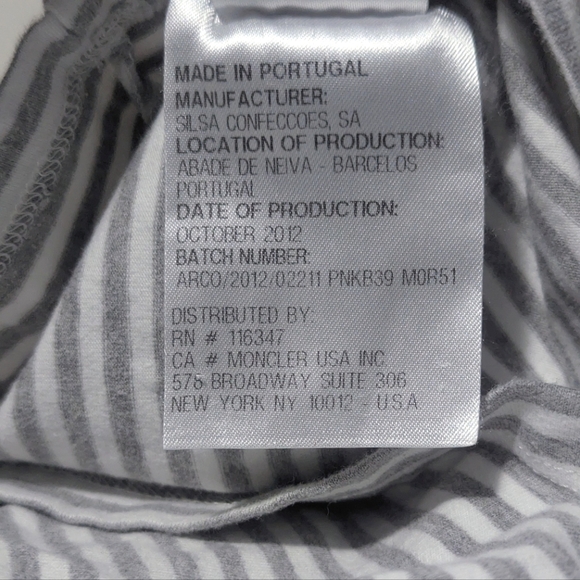 MADE IN PORTUGAL
MANUFACTURER:
SILSA CONFECCOES, SA
LOCATION OF PRODUCTION:
ABADE DE NEIVA - BARCELOS
PORTUGAL
DATE OF PRODUCTION:
OCTOBER 2012
BATCH NUMBER:
ARCO/2012/02211 PNKB39 M0R51
DISTRIBUTED BY:
RN # 116347
CA # MONCLER USA INC
578 BROADWAY SUITE 306
NEW YORK NY 10012 - U.S.A